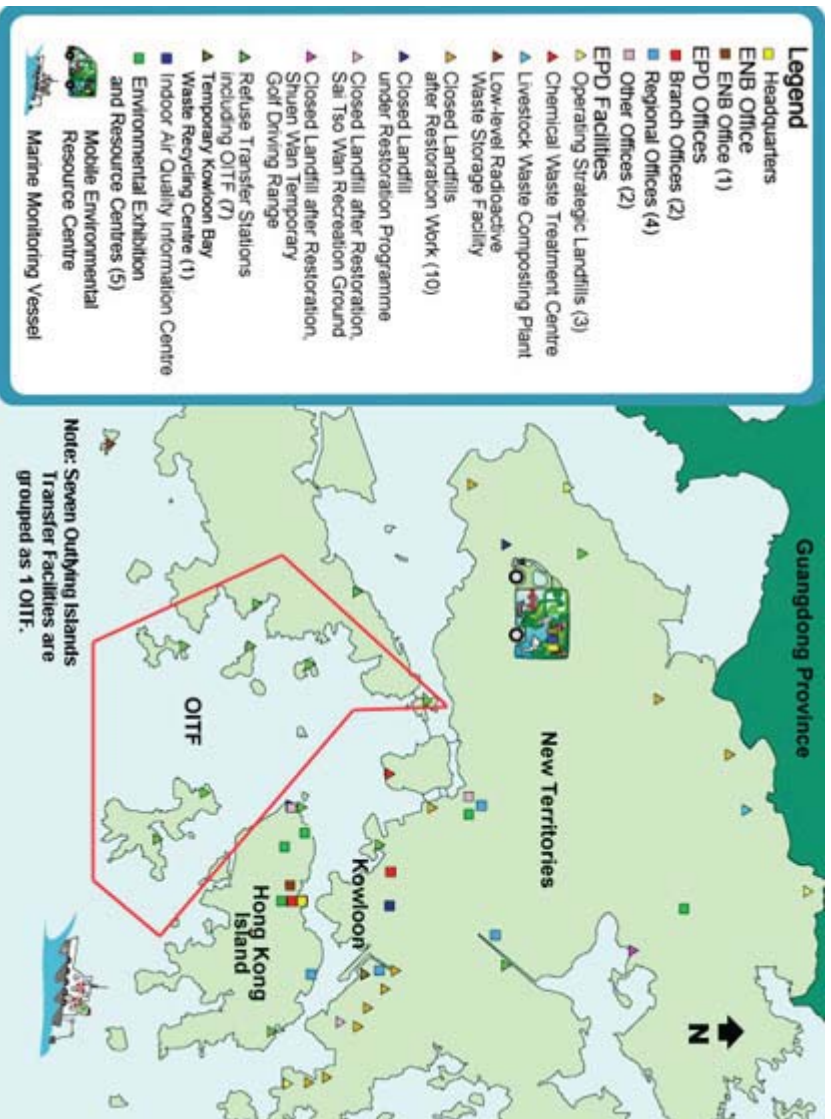 Legend
Headquarters
ENB Office
ENB Office (1)
EPD Offices
Branch Offices (2)
Regional Offices (4)
Other Offices (2)
EPD Facilities
Operating Strategic Landfills (3)
Chemical Waste Treatment Centre
Livestock Waste Composting Plant
Low-level Radioactive
Waste Storage Facility
Closed Landfills
after Restoration Work (10)
Closed Landfill
under Restoration Programme
Closed Landfill after Restoration,
Sai Tso Wan Recreation Ground
Closed Landfill after Restoration,
Shuen Wan Temporary
Golf Driving Range
Refuse Transfer Stations
including OITF (7)
Temporary Kowloon Bay
Waste Recycling Centre (1)
Indoor Air Quality Information Centre
Environmental Exhibition
and Resource Centres (5)
Mobile Environmental
Resource Centre
Marine Monitoring Vessel
Guangdong Province
N
New Territories
Kowloon
Hong Kong
Island
OITF
Note: Seven Outlying Islands
Transfer Facilities are
grouped as 1 OITF.